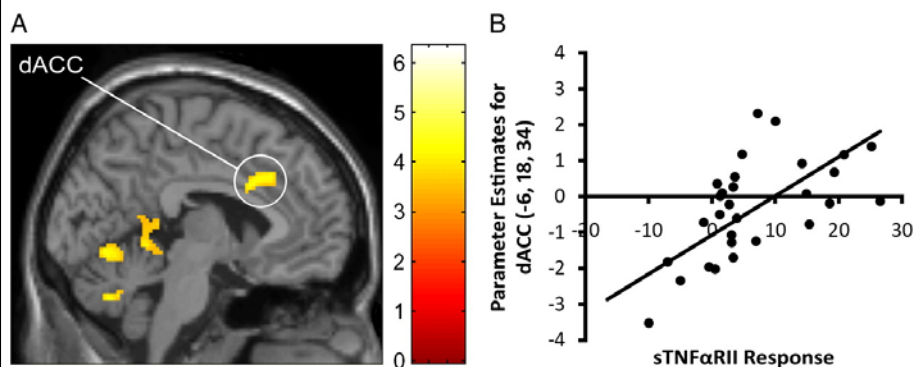 A
dACC
6
5
4
3
2
1
0
B
Parameter Estimates for
dACC (-6, 18, 34)
4
3
2
1
0
-1
-2
-3
-4
-20 -10 0 10 20 30
sTNFαRII Response